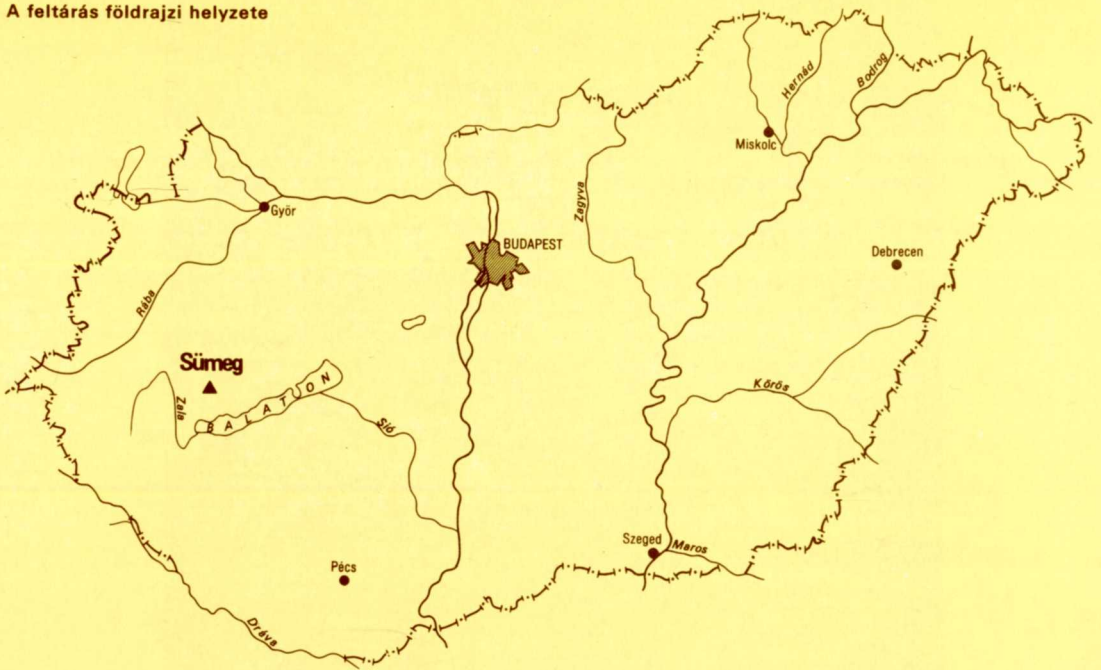 A feltárás földrajzi helyzete
Hernád
Bodrog
Miskolc
Zagyva
Győr
BUDAPEST
Debrecen
Rába
Sümeg
Zala
BALATON
Sió
Körös
Szeged
Maros
Pécs
Dráva